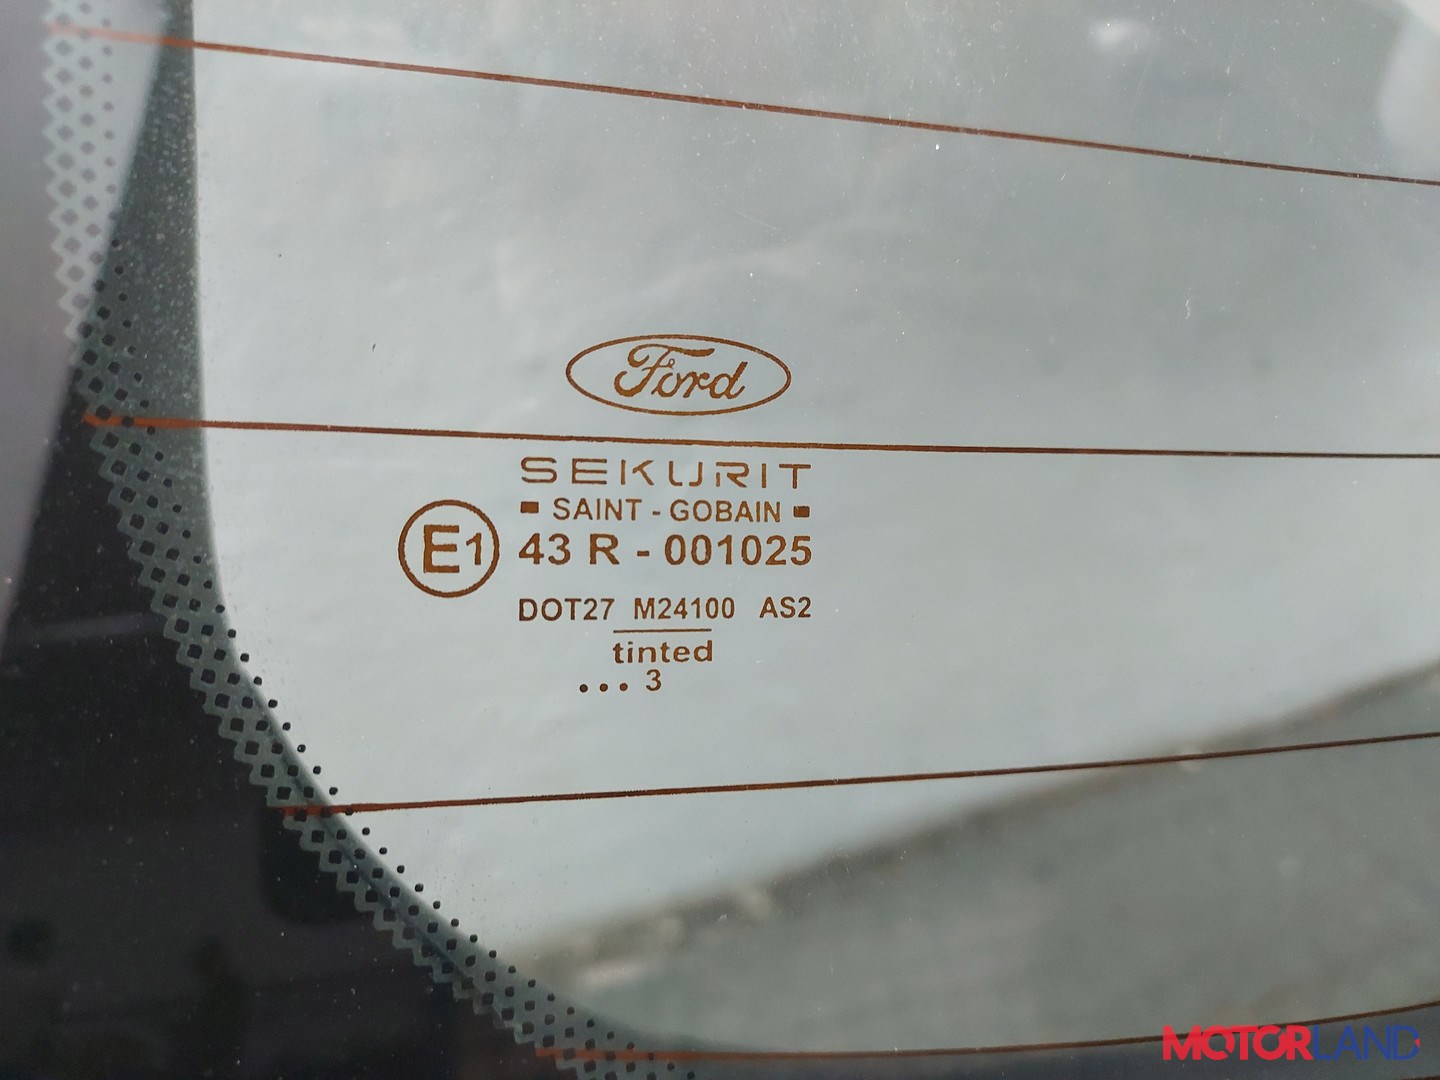 Ford
SEKURIT
SAINT - GOBAIN
E1 43 R - 001025
DOT27 M24100 AS2
tinted
... 3
MOTORLAND